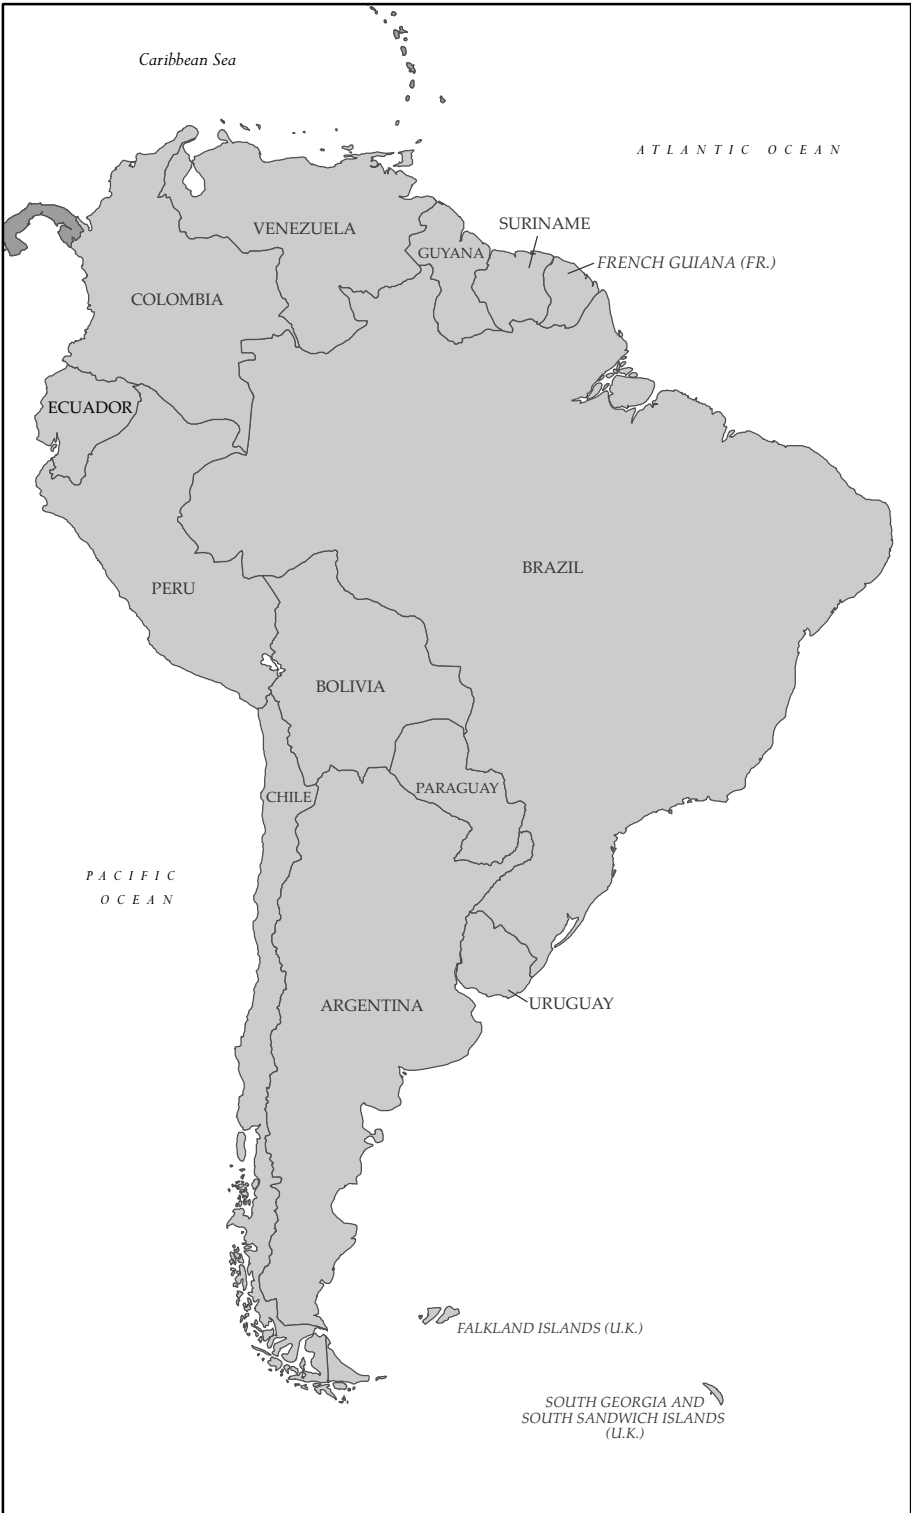 Caribbean Sea
ATLANTIC OCEAN
SURINAME
VENEZUELA
GUYANA
FRENCH GUIANA (FR.)
COLOMBIA
ECUADOR
BRAZIL
PERU
BOLIVIA
PARAGUAY
CHILE
PACIFIC
OCEAN
URUGUAY
ARGENTINA
FALKLAND ISLANDS (U.K.)
SOUTH GEORGIA AND
SOUTH SANDWICH ISLANDS
(U.K.)